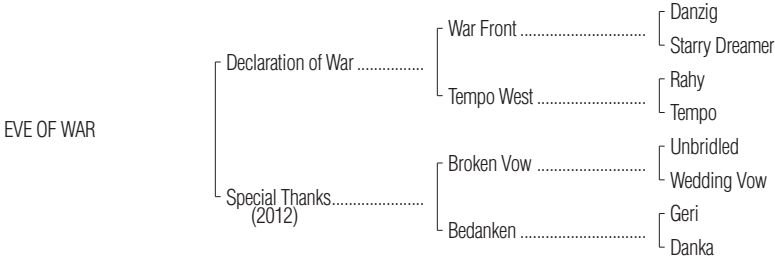 Danzig
War Front ..............................
Starry Dreamer
Declaration of War ................
Rahy
Tempo West ..........................
Tempo
EVE OF WAR
Unbridled
Broken Vow ..........................
Wedding Vow
Special Thanks......................
(2012)
Geri
Bedanken ..............................
Danka